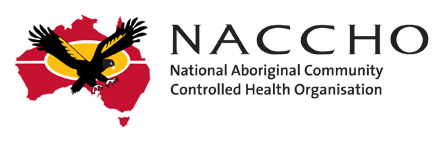 NACCHO
National Aboriginal Community
Controlled Health Organisation